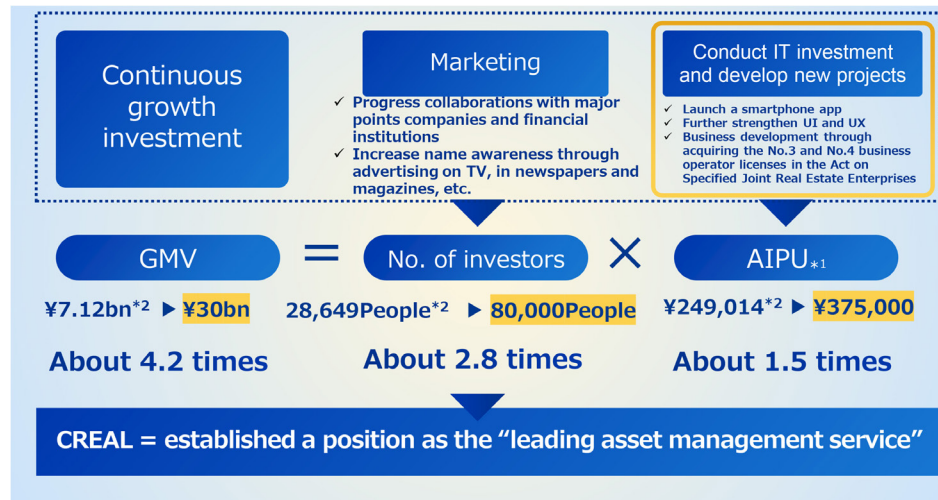 Continuous
growth
investment
Marketing
✓ Progress collaborations with major
points companies and financial
institutions
✓ Increase name awareness through
advertising on TV, in newspapers and
magazines, etc.
Conduct IT investment
and develop new projects
✓ Launch a smartphone app
✓ Further strengthen UI and UX
✓ Business development through
acquiring the No.3 and No.4 business
operator licenses in the Act on
Specified Joint Real Estate Enterprises
GMV = No. of investors × AIPU*1
¥7.12bn*2 ▶ ¥30bn 28,649People*2 ▶ 80,000People ¥249,014*2 ▶ ¥375,000
About 4.2 times About 2.8 times About 1.5 times
CREAL = established a position as the “leading asset management service”